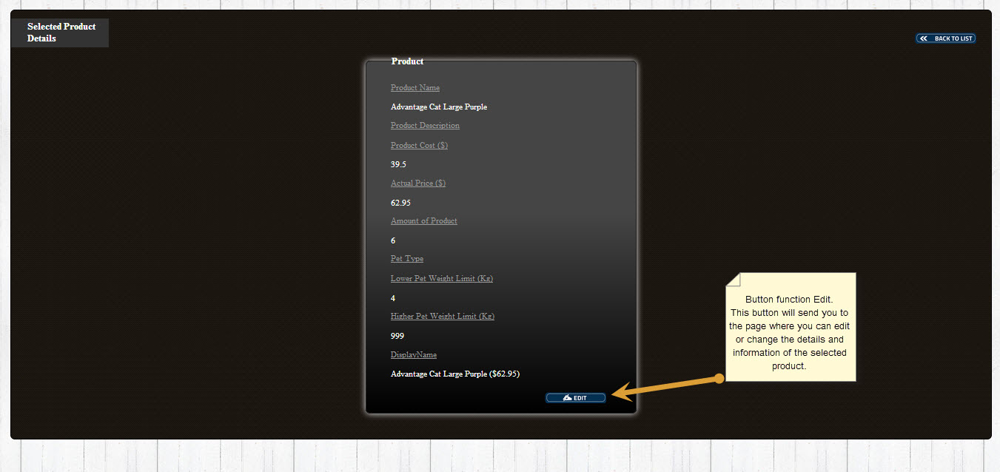 Selected Product
Details
BACK TO LIST
Product
Product Name
Advantage Cat Large Purple
Product Description
Product Cost ($)
39.5
Actual Price ($)
62.95
Amount of Product
6
Pet Type
Lower Pet Weight Limit (Kg)
4
Higher Pet Weight Limit (Kg)
999
DisplayName
Advantage Cat Large Purple ($62.95)
EDIT
Button function Edit.
This button will send you to
the page where you can edit
or change the details and
information of the selected
product.